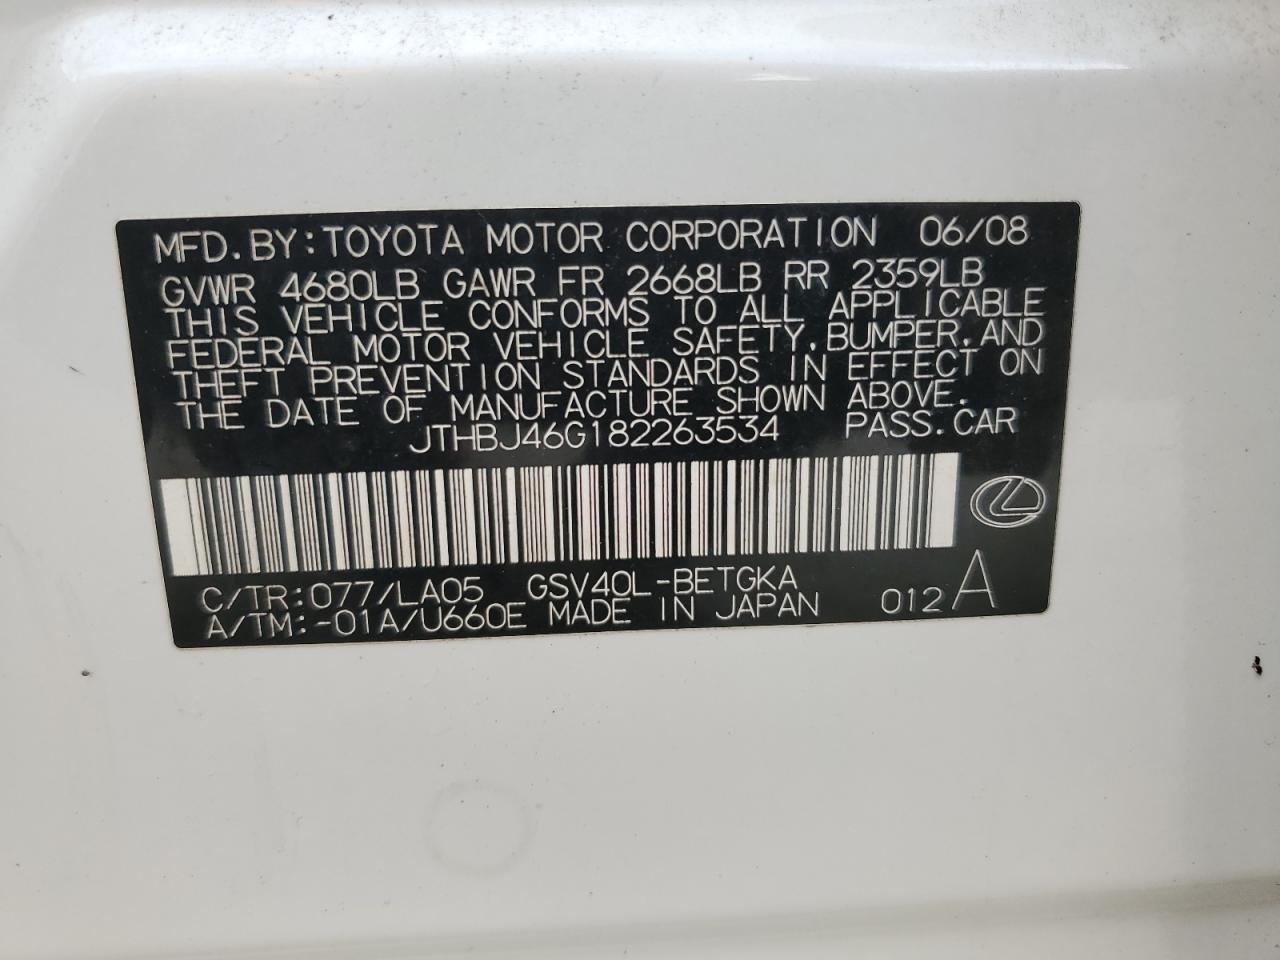 MFD. BY: TOYOTA MOTOR CORPORATION 06/08
GVWR 4680LB GAWR FR 2668LB RR 2359LB
THIS VEHICLE CONFORMS TO ALL APPLICABLE
FEDERAL MOTOR VEHICLE SAFETY, BUMPER, AND
THEFT PREVENTION STANDARDS IN EFFECT ON
THE DATE OF MANUFACTURE SHOWN ABOVE.
JTHBJ46G182263534 PASS. CAR
C/TR: 077/LA05 GSV40L-BETGKA
A/TM: -01A/U660E MADE IN JAPAN 012 A